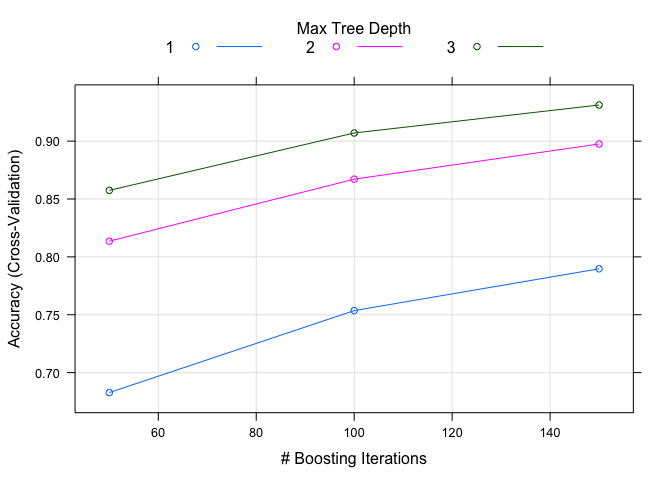 Max Tree Depth
1 2 3
0.90
0.85
0.80
0.75
0.70
Accuracy (Cross-Validation)
60 80 100 120 140
# Boosting Iterations